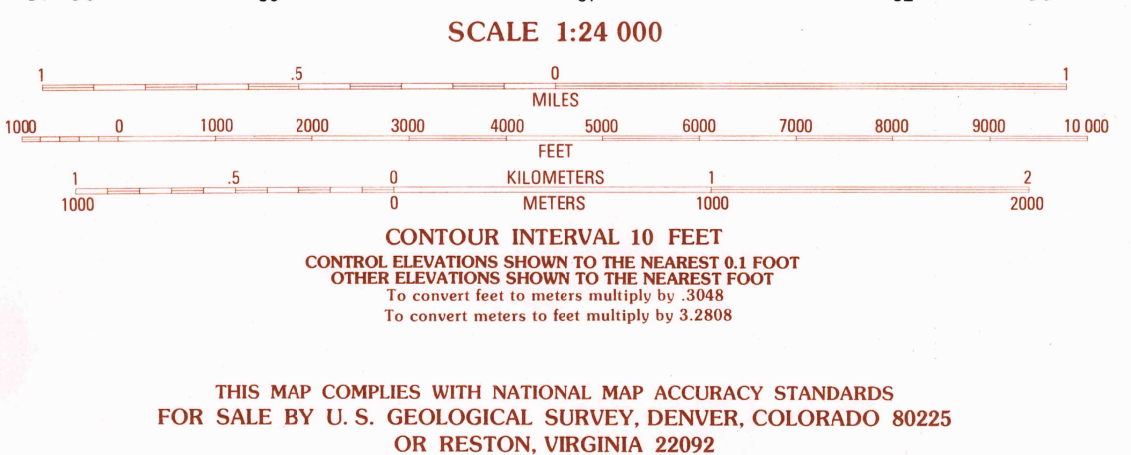 SCALE 1:24 000
1 .5 0 1
MILES
1000 0 1000 2000 3000 4000 5000 6000 7000 8000 9000 10 000
FEET
1 .5 0 KILOMETERS 1 2
1000 0 METERS 1000 2000
CONTOUR INTERVAL 10 FEET
CONTROL ELEVATIONS SHOWN TO THE NEAREST 0.1 FOOT
OTHER ELEVATIONS SHOWN TO THE NEAREST FOOT
To convert feet to meters multiply by .3048
To convert meters to feet multiply by 3.2808
THIS MAP COMPLIES WITH NATIONAL MAP ACCURACY STANDARDS
FOR SALE BY U. S. GEOLOGICAL SURVEY, DENVER, COLORADO 80225
OR RESTON, VIRGINIA 22092